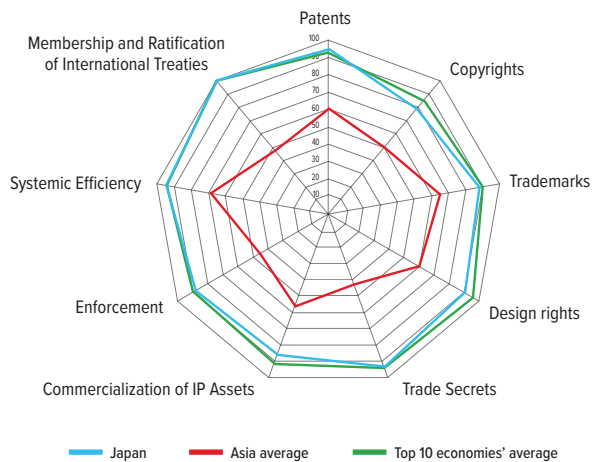 Patents
Membership and Ratification
of International Treaties
Copyrights
100
90
80
70
60
50
40
30
20
10
Systemic Efficiency
Trademarks
Enforcement
Design rights
Commercialization of IP Assets
Trade Secrets
Japan
Asia average
Top 10 economies’ average